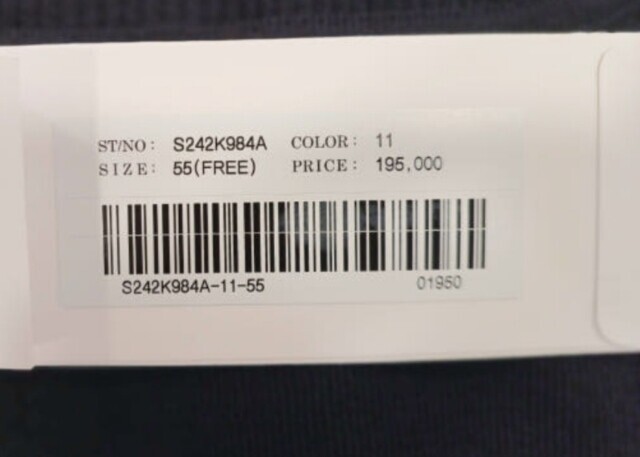 ST/NO: S242K984A COLOR: 11
SIZE: 55(FREE) PRICE: 195,000
S242K984A-11-55 01950